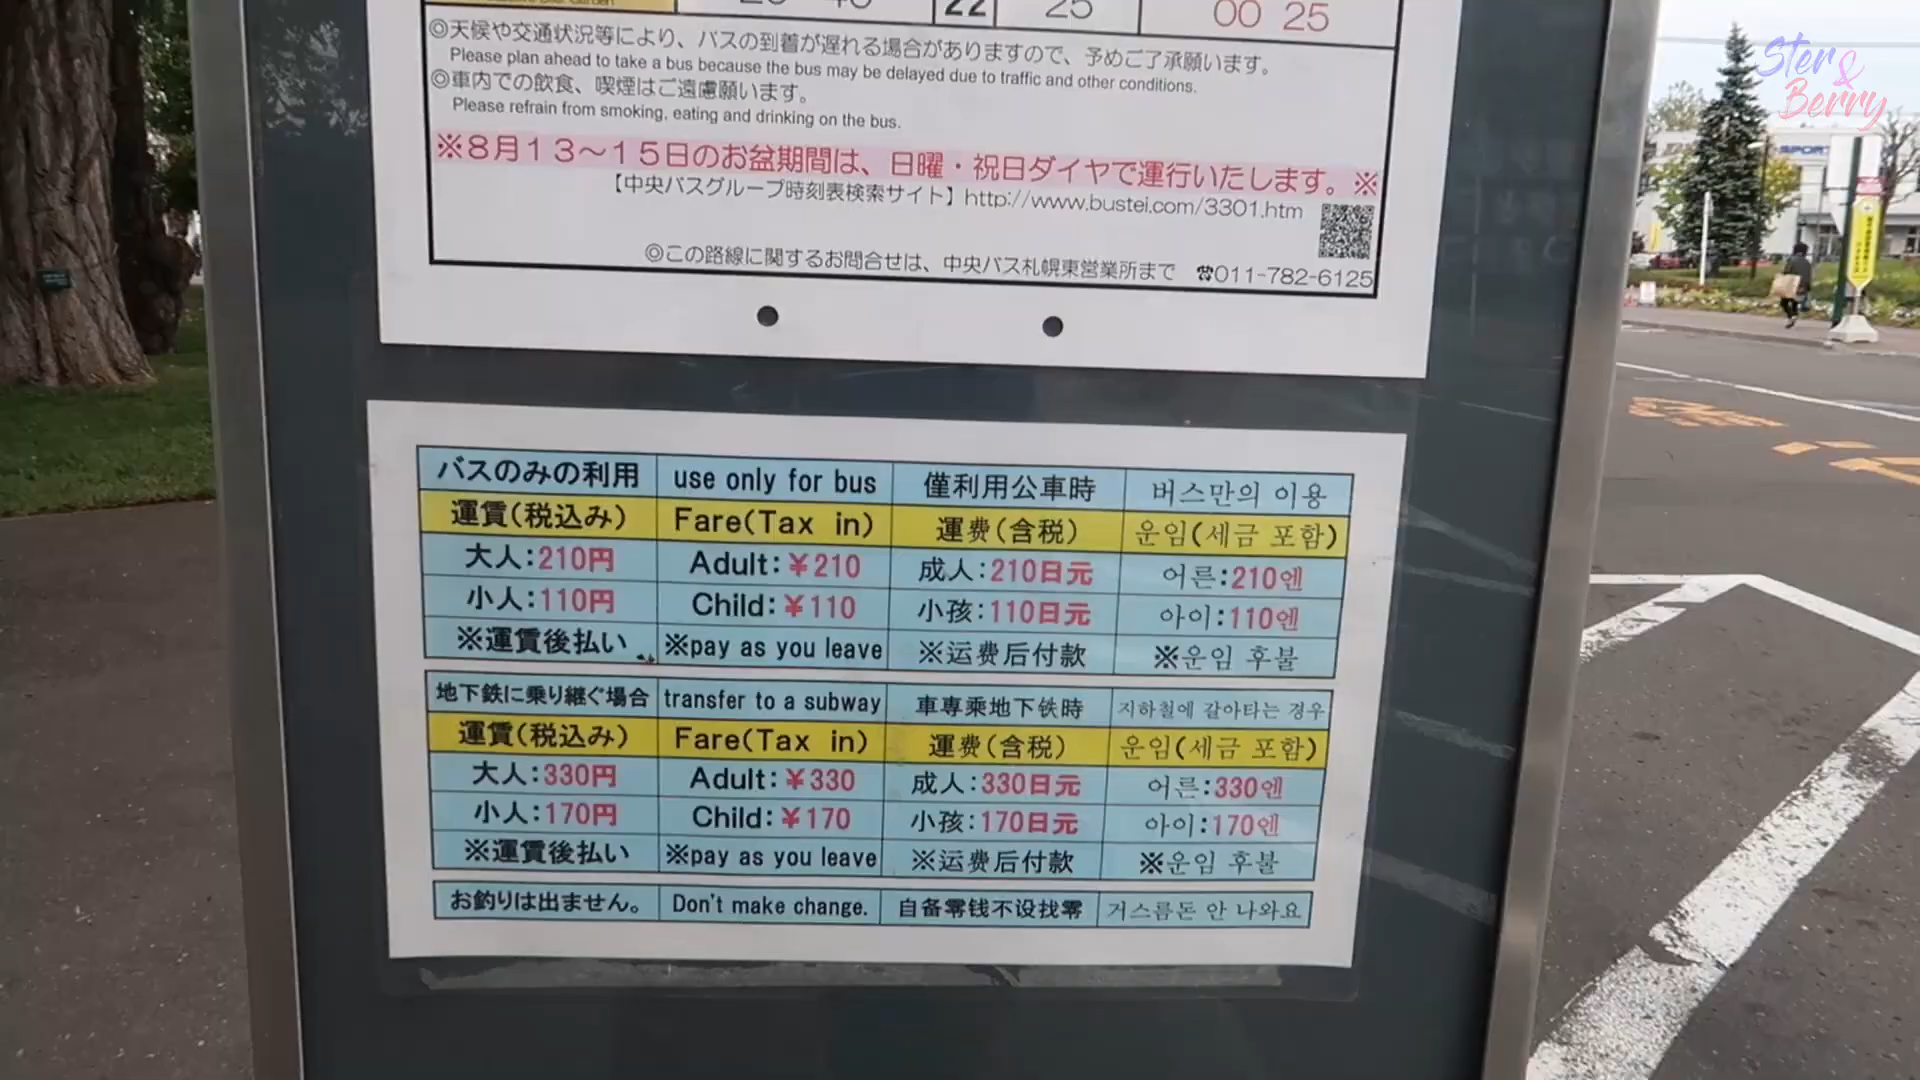 22 25 00 25
◎天候や交通状況等により、バスの到着が遅れる場合がありますので、予めご了承願います。
Please plan ahead to take a bus because the bus may be delayed due to traffic and other conditions.
◎車内での飲食、喫煙はご遠慮願います。
Please refrain from smoking, eating and drinking on the bus.
※8月13～15日のお盆期間は、日曜・祝日ダイヤで運行いたします。※
【中央バスグループ時刻表検索サイト】http://www.bustei.com/3301.htm
◎この路線に関するお問合せは、中央バス札幌東営業所まで ☎011-782-6125
バスのみの利用 use only for bus 僅利用公車時 버스만의 이용
運賃(税込み) Fare(Tax in) 運费(含税) 운임(세금 포함)
大人:210円 Adult:¥210 成人:210日元 어른:210엔
小人:110円 Child:¥110 小孩:110日元 아이:110엔
※運賃後払い ※pay as you leave ※运费后付款 ※운임 후불
地下鉄に乗り継ぐ場合 transfer to a subway 車専乘地下铁時 지하철에 갈아타는 경우
運賃(税込み) Fare(Tax in) 運费(含税) 운임(세금 포함)
大人:330円 Adult:¥330 成人:330日元 어른:330엔
小人:170円 Child:¥170 小孩:170日元 아이:170엔
※運賃後払い ※pay as you leave ※运费后付款 ※운임 후불
お釣りは出ません。 Don't make change. 自备零钱不设找零 거스름돈 안 나와요
Ster & Berry
SPORT